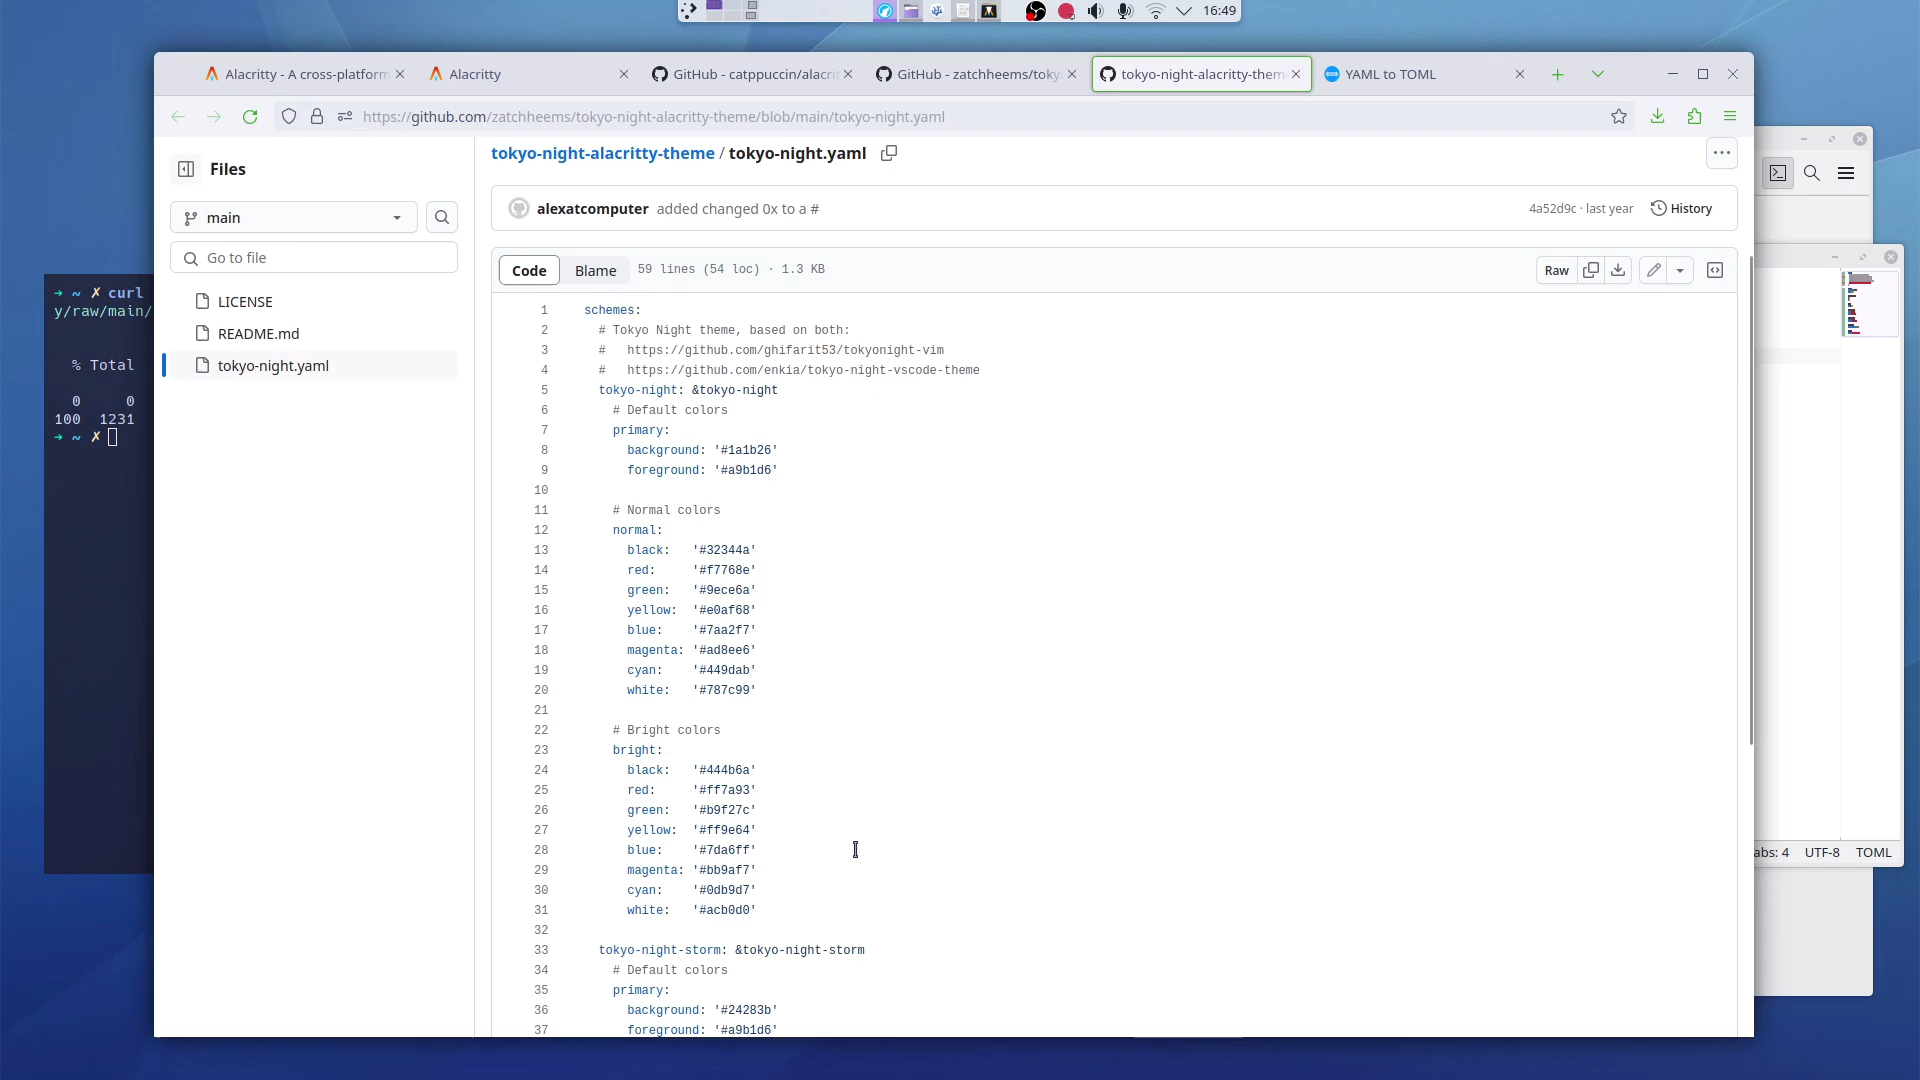 16:49
Alacritty - A cross-platform
Alacritty
GitHub - catppuccin/alacrit
GitHub - zatchheems/toky
tokyo-night-alacritty-them
YAML to TOML
https://github.com/zatchheems/tokyo-night-alacritty-theme/blob/main/tokyo-night.yaml
Files
main
Go to file
LICENSE
README.md
tokyo-night.yaml
tokyo-night-alacritty-theme / tokyo-night.yaml
alexatcomputer added changed 0x to a #
4a52d9c · last year
History
Code
Blame
59 lines (54 loc) · 1.3 KB
Raw
1 schemes:
2 # Tokyo Night theme, based on both:
3 # https://github.com/ghifarit53/tokyonight-vim
4 # https://github.com/enkia/tokyo-night-vscode-theme
5 tokyo-night: &tokyo-night
6 # Default colors
7 primary:
8 background: '#1a1b26'
9 foreground: '#a9b1d6'
10
11 # Normal colors
12 normal:
13 black: '#32344a'
14 red: '#f7768e'
15 green: '#9ece6a'
16 yellow: '#e0af68'
17 blue: '#7aa2f7'
18 magenta: '#ad8ee6'
19 cyan: '#449dab'
20 white: '#787c99'
21
22 # Bright colors
23 bright:
24 black: '#444b6a'
25 red: '#ff7a93'
26 green: '#b9f27c'
27 yellow: '#ff9e64'
28 blue: '#7da6ff'
29 magenta: '#bb9af7'
30 cyan: '#0db9d7'
31 white: '#acb0d0'
32
33 tokyo-night-storm: &tokyo-night-storm
34 # Default colors
35 primary:
36 background: '#24283b'
37 foreground: '#a9b1d6'
→ ~ ✗ curl
y/raw/main/
% Total
0 0
100 1231
→ ~ ✗
abs: 4 UTF-8 TOML